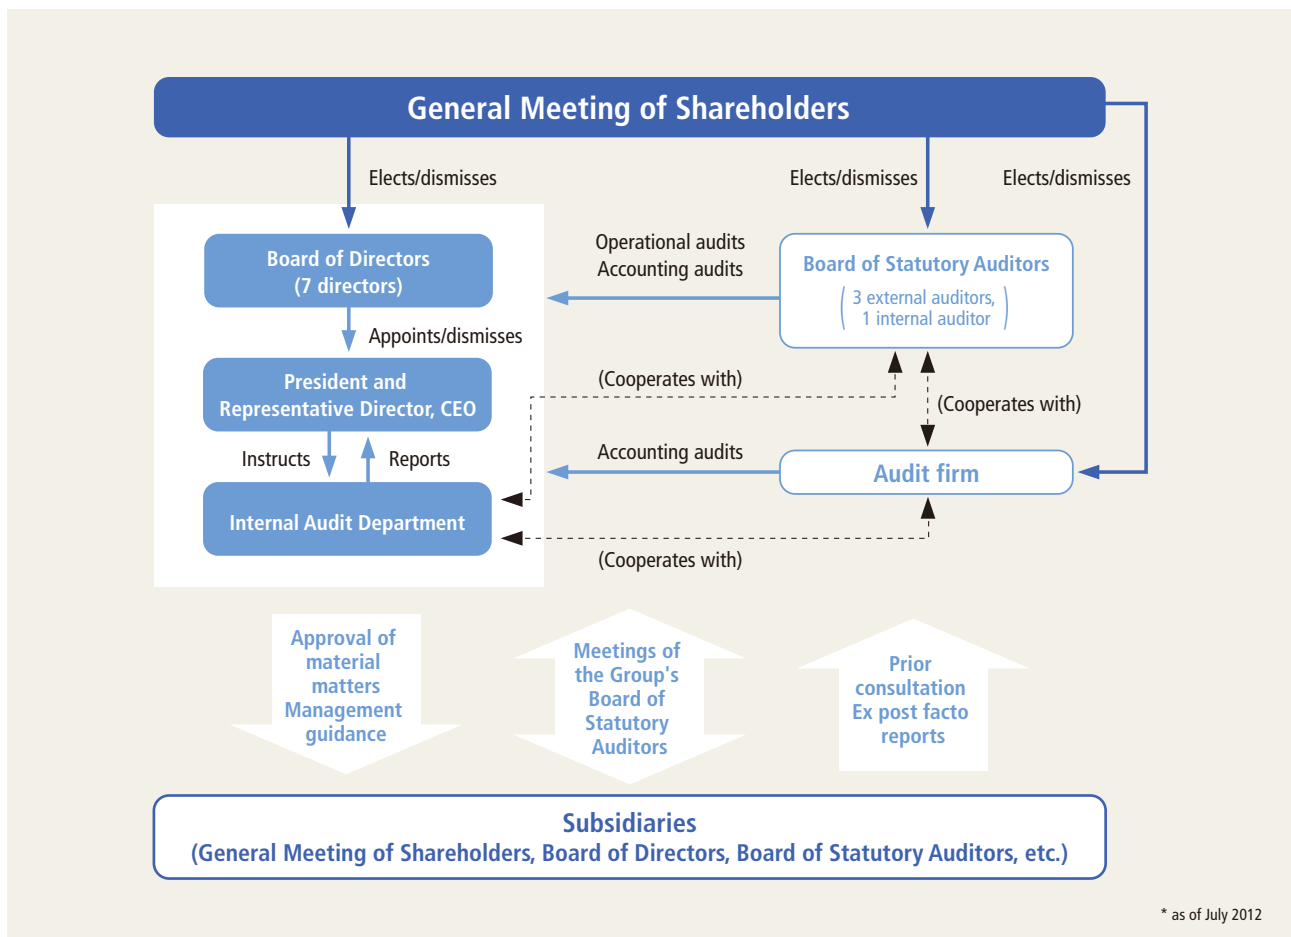 General Meeting of Shareholders
Elects/dismisses
Elects/dismisses
Elects/dismisses
Board of Directors
(7 directors)
Operational audits
Accounting audits
Board of Statutory Auditors
(3 external auditors,
1 internal auditor)
Appoints/dismisses
President and
Representative Director, CEO
(Cooperates with)
(Cooperates with)
Instructs
Reports
Accounting audits
Audit firm
Internal Audit Department
(Cooperates with)
Approval of
material
matters
Management
guidance
Meetings of
the Group's
Board of
Statutory
Auditors
Prior
consultation
Ex post facto
reports
Subsidiaries
(General Meeting of Shareholders, Board of Directors, Board of Statutory Auditors, etc.)
* as of July 2012